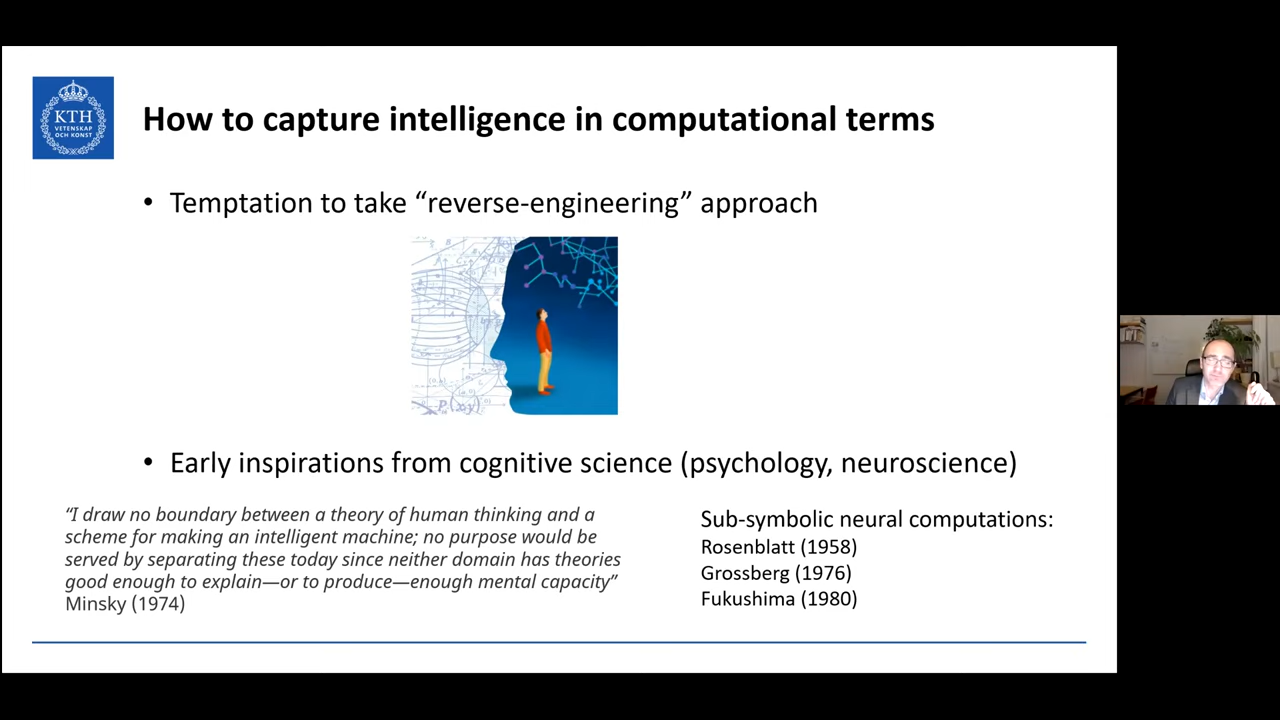 KTH
VETENSKAP
OCH KONST
How to capture intelligence in computational terms
• Temptation to take “reverse-engineering” approach
P(x,y)
• Early inspirations from cognitive science (psychology, neuroscience)
“I draw no boundary between a theory of human thinking and a
scheme for making an intelligent machine; no purpose would be
served by separating these today since neither domain has theories
good enough to explain—or to produce—enough mental capacity”
Minsky (1974)
Sub-symbolic neural computations:
Rosenblatt (1958)
Grossberg (1976)
Fukushima (1980)